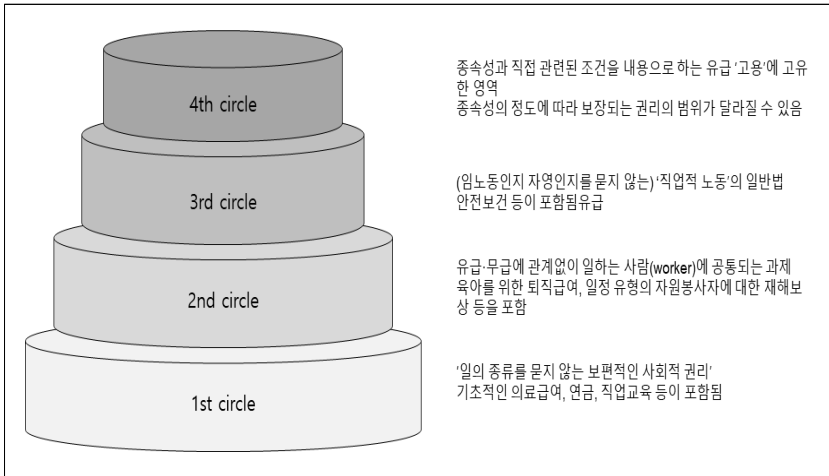 4th circle
종속성과 직접 관련된 조건을 내용으로 하는 유급 '고용'에 고유
한 영역
종속성의 정도에 따라 보장되는 권리의 범위가 달라질 수 있음
3rd circle
(임노동인지 자영인지를 묻지 않는) '직업적 노동'의 일반법
안전보건 등이 포함됨유급
2nd circle
유급·무급에 관계없이 일하는 사람(worker)에 공통되는 과제
육아를 위한 퇴직급여, 일정 유형의 자원봉사자에 대한 재해보
상 등을 포함
1st circle
'일의 종류를 묻지 않는 보편적인 사회적 권리'
기초적인 의료급여, 연금, 직업교육 등이 포함됨